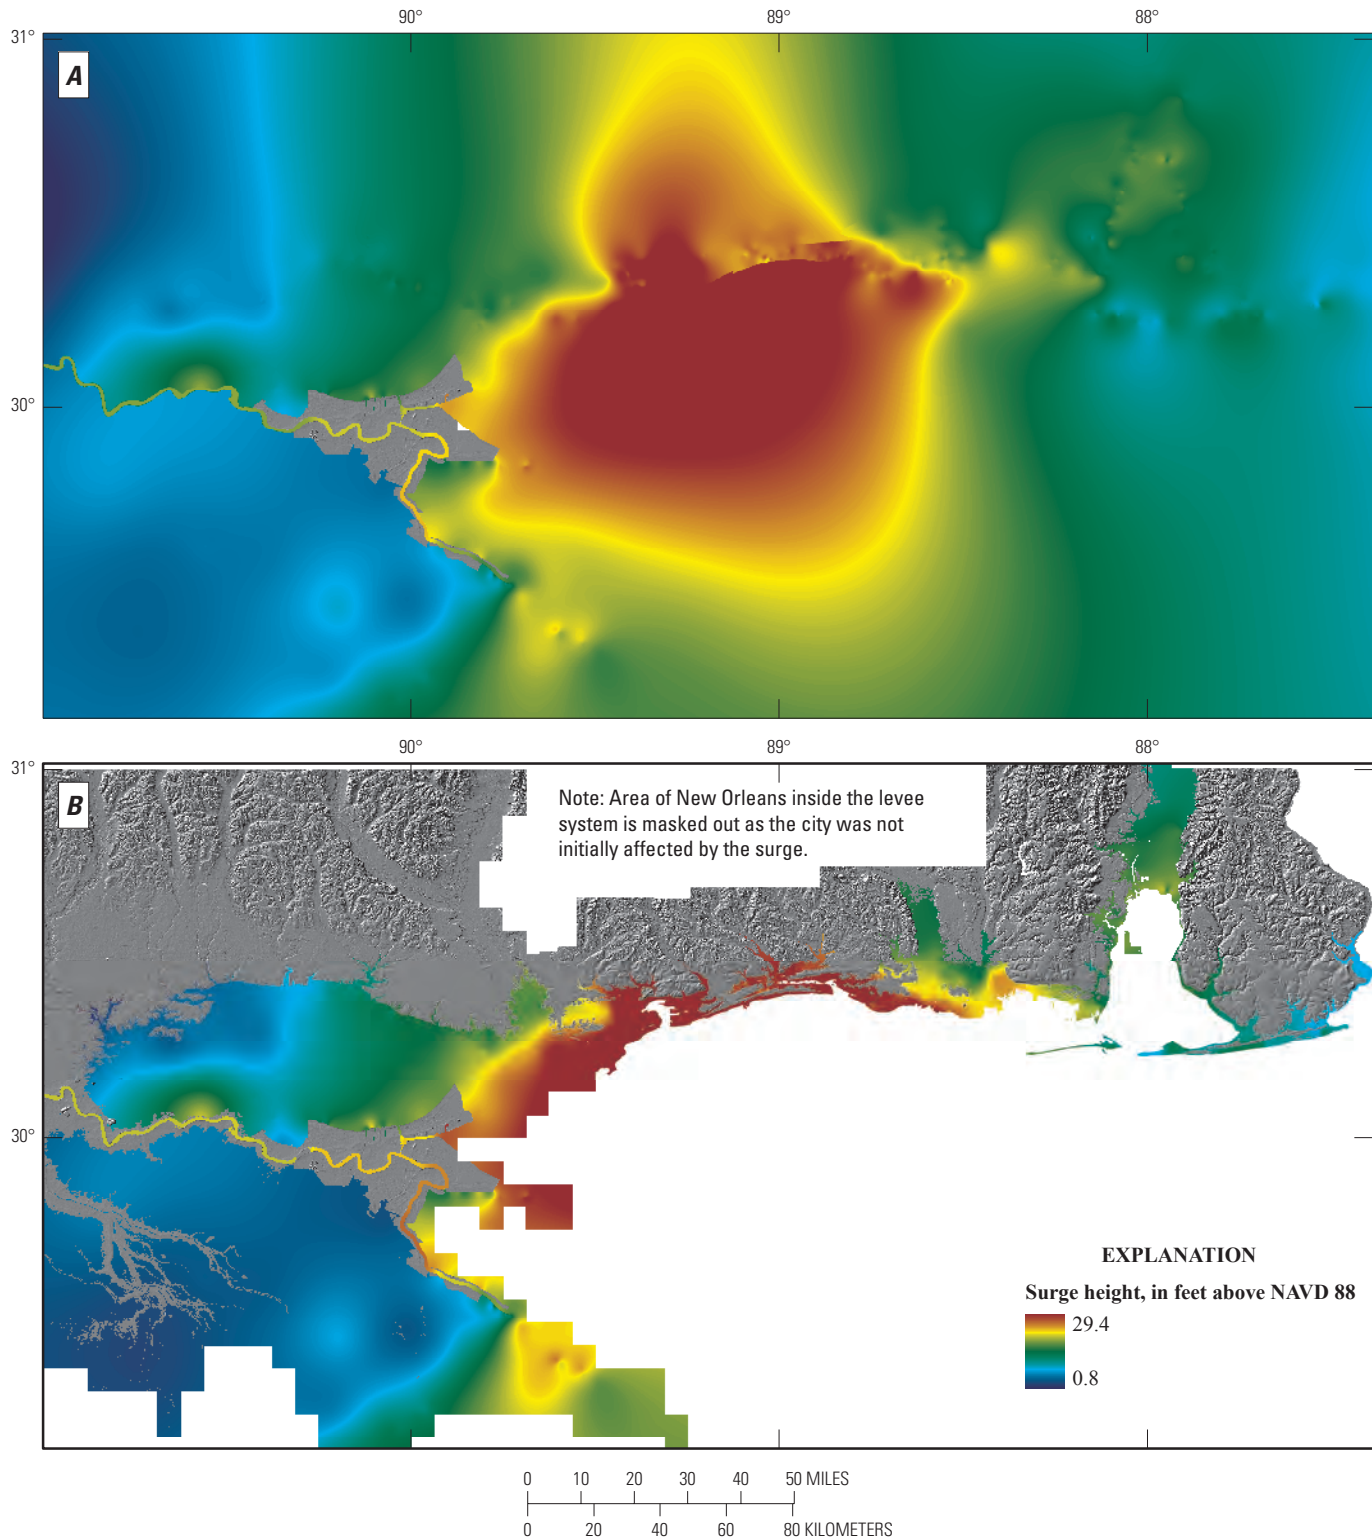 90°
89°
88°
31°
A
30°
90°
89°
88°
31°
B
Note: Area of New Orleans inside the levee
system is masked out as the city was not
initially affected by the surge.
30°
EXPLANATION
Surge height, in feet above NAVD 88
29.4
0.8
0 10 20 30 40 50 MILES
0 20 40 60 80 KILOMETERS